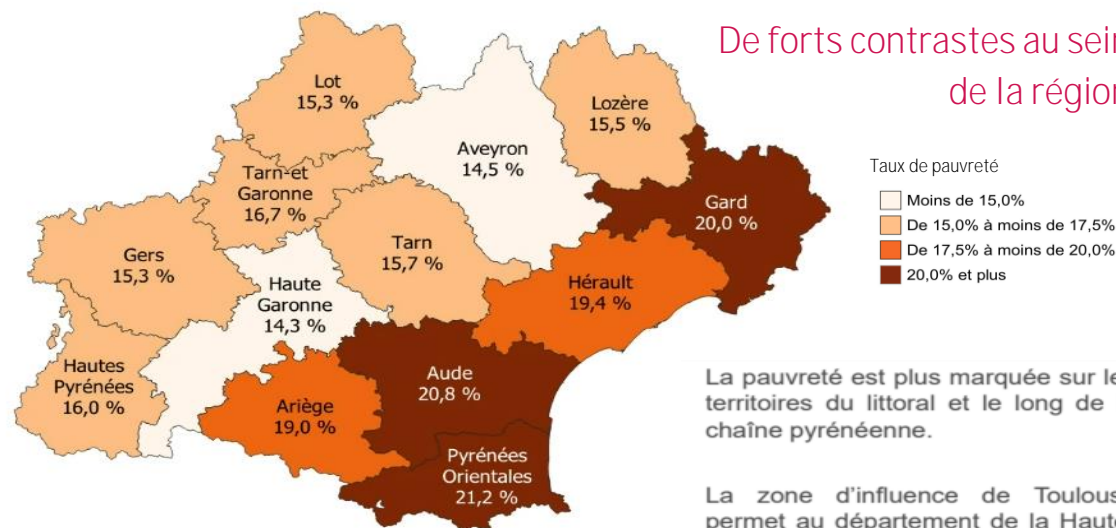 De forts contrastes au sein
de la région
Lot
15,3 %
Lozère
15,5 %
Aveyron
14,5 %
Tarn-et
Garonne
16,7 %
Gard
20,0 %
Tarn
15,7 %
Gers
15,3 %
Haute
Garonne
14,3 %
Hérault
19,4 %
Hautes
Pyrénées
16,0 %
Aude
20,8 %
Ariège
19,0 %
Pyrénées
Orientales
21,2 %
Taux de pauvreté
Moins de 15,0%
De 15,0% à moins de 17,5%
De 17,5% à moins de 20,0%
20,0% et plus
La pauvreté est plus marquée sur le
territoires du littoral et le long de
chaîne pyrénéenne.
La zone d'influence de Toulous
permet au département de la Haute